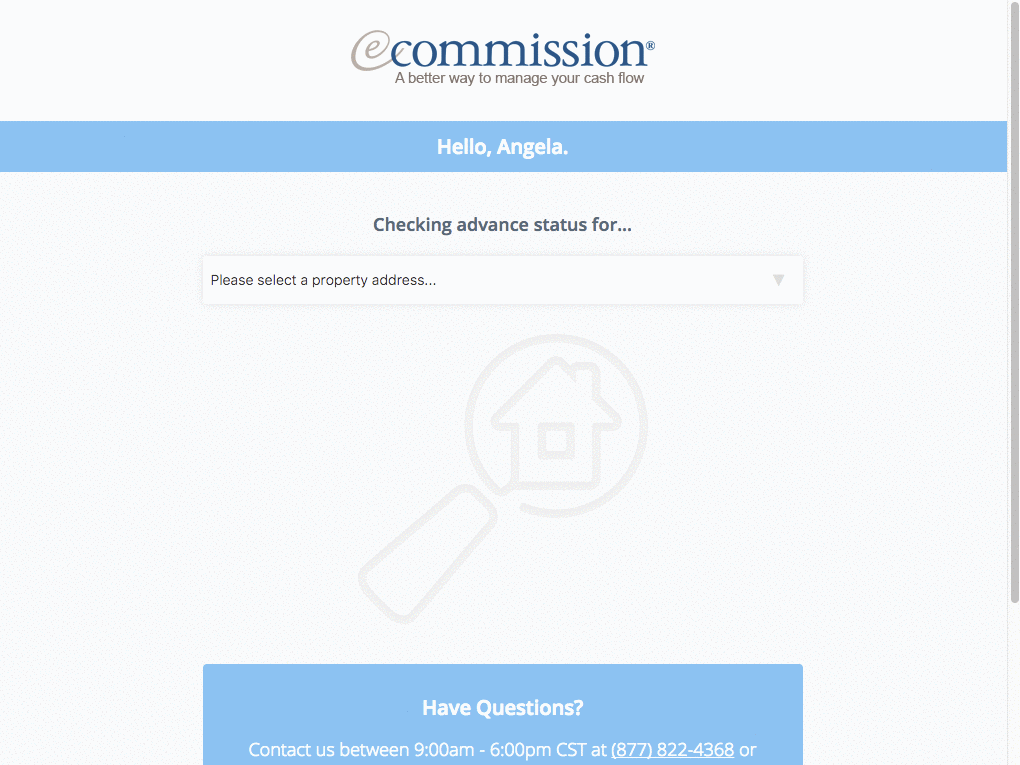 ecommission®
A better way to manage your cash flow
Hello, Angela.
Checking advance status for...
Please select a property address...
Have Questions?
Contact us between 9:00am - 6:00pm CST at (877) 822-4368 or